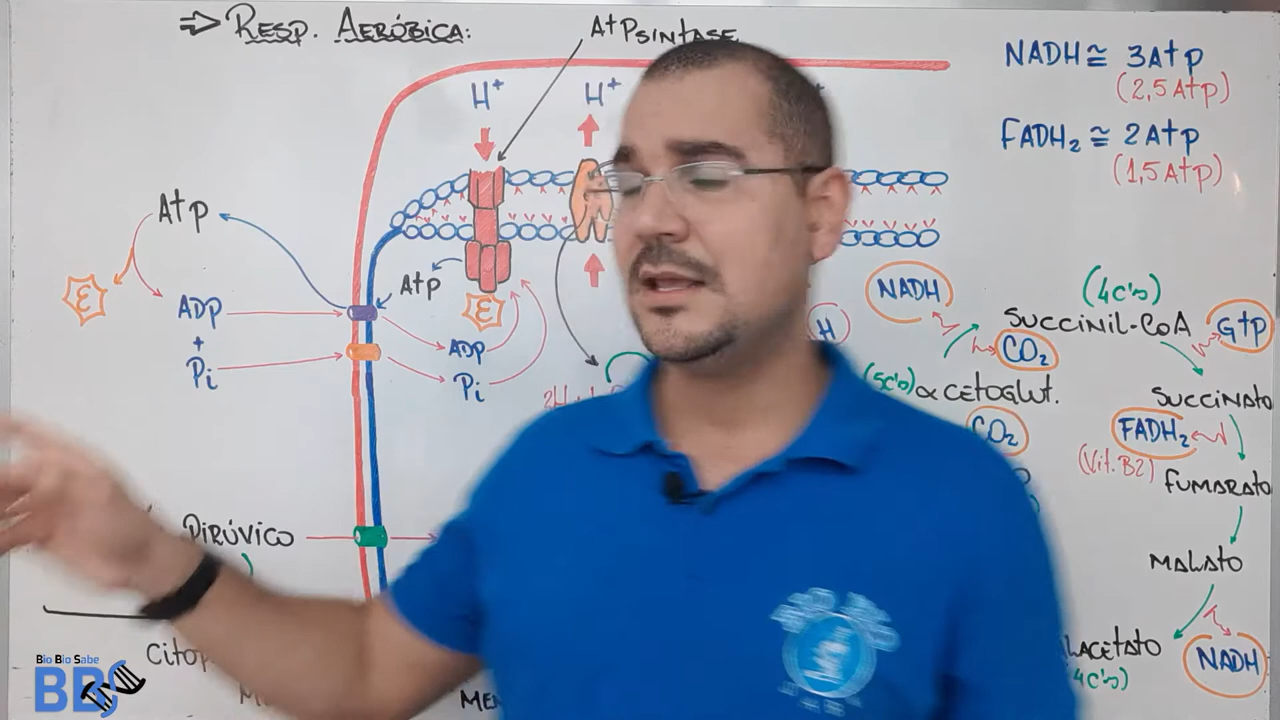 ⇒ RESP. AERÓBICA:
AtPSINTASE
NADH ≅ 3Atp
(2,5 Atp)
FADH₂ ≅ 2Atp
(1,5 Atp)
H⁺
H⁺
Atp
Atp
ε
ε
ADP
+
Pi
ADP
Pi
NADH
H
(4C's)
SUCCINIL-CoA
GtP
CO₂
(5C's) α CETOGLUT.
SUCCINATO
CO₂
FADH₂
(Vit. B2)
FUMARATO
PIRÚVICO
MALATO
NADH
Bio Bio Sabe
BBS